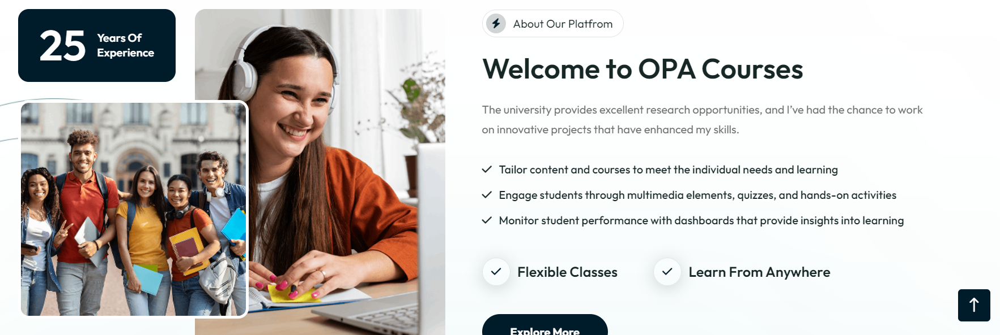 25
Years Of
Experience
About Our Platfrom
Welcome to OPA Courses
The university provides excellent research opportunities, and I’ve had the chance to work
on innovative projects that have enhanced my skills.
Tailor content and courses to meet the individual needs and learning
Engage students through multimedia elements, quizzes, and hands-on activities
Monitor student performance with dashboards that provide insights into learning
Flexible Classes
Learn From Anywhere
Explore More